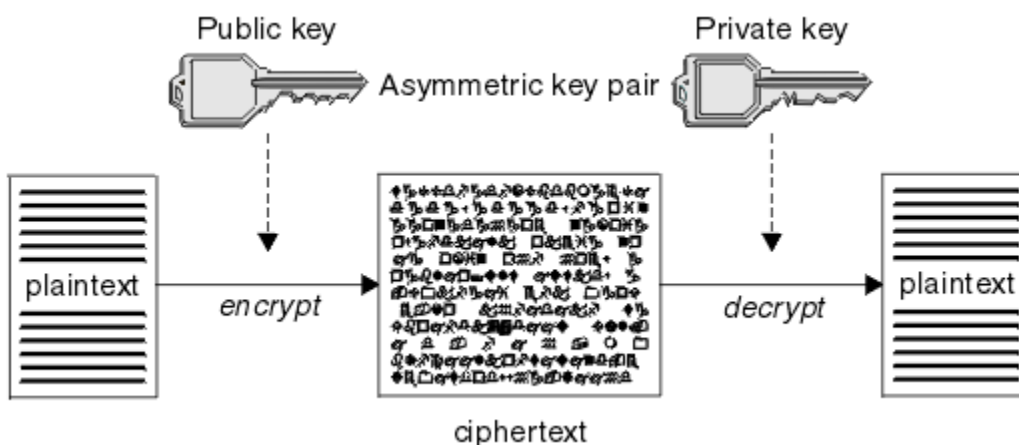 Public key
Private key
Asymmetric key pair
plaintext
encrypt
decrypt
plaintext
ciphertext